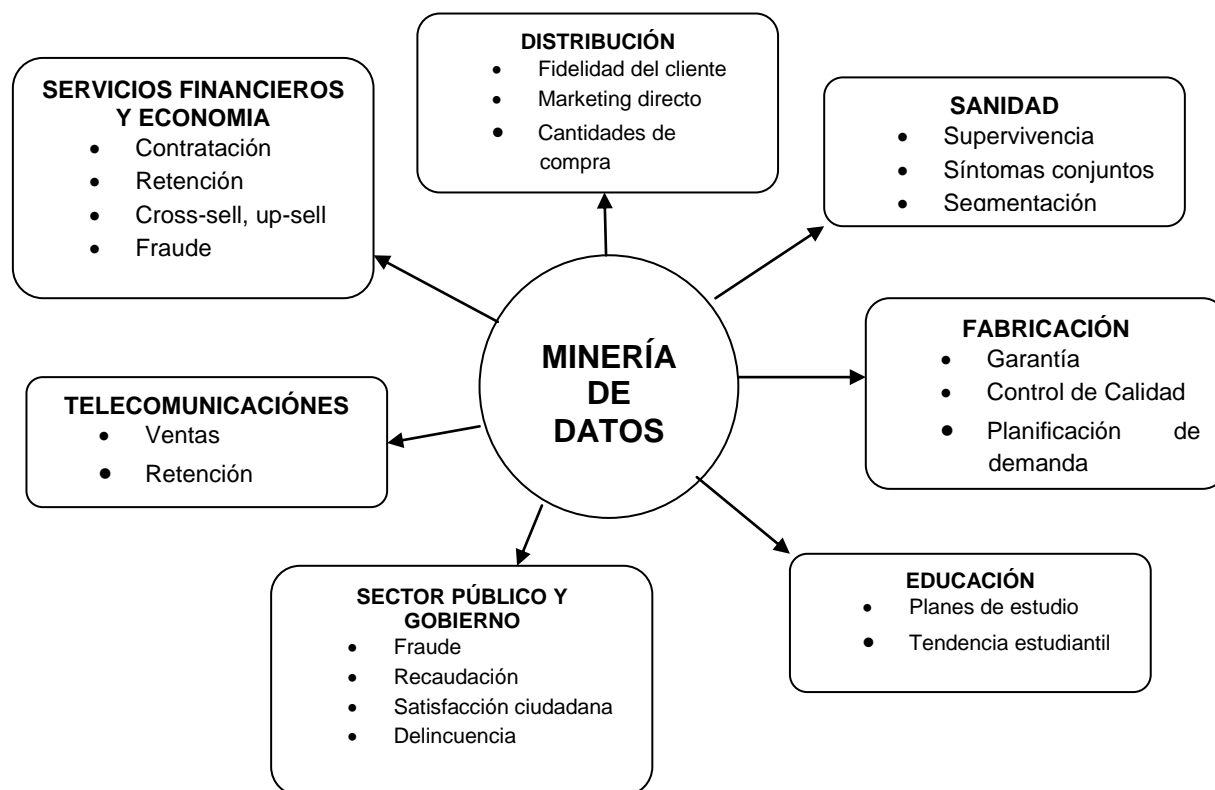 DISTRIBUCIÓN
• Fidelidad del cliente
• Marketing directo
• Cantidades de
compra
SERVICIOS FINANCIEROS
Y ECONOMIA
• Contratación
• Retención
• Cross-sell, up-sell
• Fraude
SANIDAD
• Supervivencia
• Síntomas conjuntos
• Segmentación
MINERÍA
DE
DATOS
FABRICACIÓN
• Garantía
• Control de Calidad
• Planificación de
demanda
TELECOMUNICACIÓNES
• Ventas
• Retención
EDUCACIÓN
• Planes de estudio
• Tendencia estudiantil
SECTOR PÚBLICO Y
GOBIERNO
• Fraude
• Recaudación
• Satisfacción ciudadana
• Delincuencia